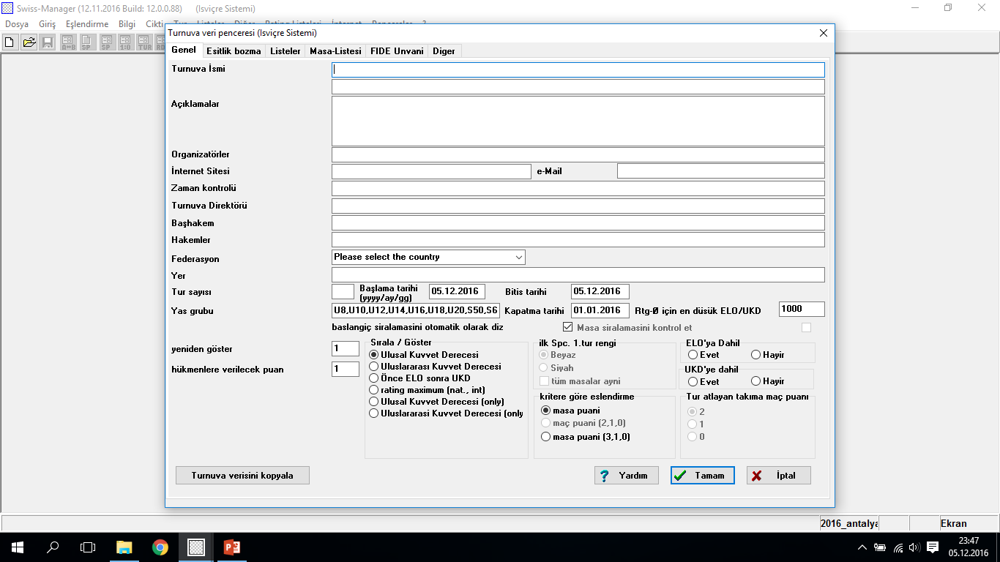 Swiss-Manager (12.11.2016 Build: 12.0.0.88) (Isviçre Sistemi)
Dosya Giriş Eşlendirme Bilgi
Turnuva veri penceresi (Isviçre Sistemi)
Genel Esitlik bozma Listeler Masa-Listesi FIDE Unvani Diger
Turnuva İsmi
Açıklamalar
Organizatörler
İnternet Sitesi e-Mail
Zaman kontrolü
Turnuva Direktörü
Başhakem
Hakemler
Federasyon Please select the country
Yer
Tur sayısı Başlama tarihi (yyyy/ay/gg) 05.12.2016 Bitis tarihi 05.12.2016
Yas grubu U8,U10,U12,U14,U16,U18,U20,S50,S6 Kapatma tarihi 01.01.2016 Rtg-Ø için en düsük ELO/UKD 1000
baslangiç siralamasini otomatik olarak diz Masa siralamasini kontrol et
yeniden göster 1
hükmenlere verilecek puan 1
Sırala / Göster
Ulusal Kuvvet Derecesi
Uluslararası Kuvvet Derecesi
Önce ELO sonra UKD
rating maximum (nat., int)
Ulusal Kuvvet Derecesi (only)
Uluslararasi Kuvvet Derecesi (only
ilk Spc. 1.tur rengi
Beyaz
Siyah
tüm masalar ayni
ELO'ya Dahil
Evet Hayir
UKD'ye dahil
Evet Hayir
kritere göre eslendirme
masa puani
maç puani (2,1,0)
masa puani (3,1,0)
Tur atlayan takıma maç puanı
2
1
0
Turnuva verisini kopyala Yardım Tamam İptal
2016_antalya Ekran
23:47
05.12.2016